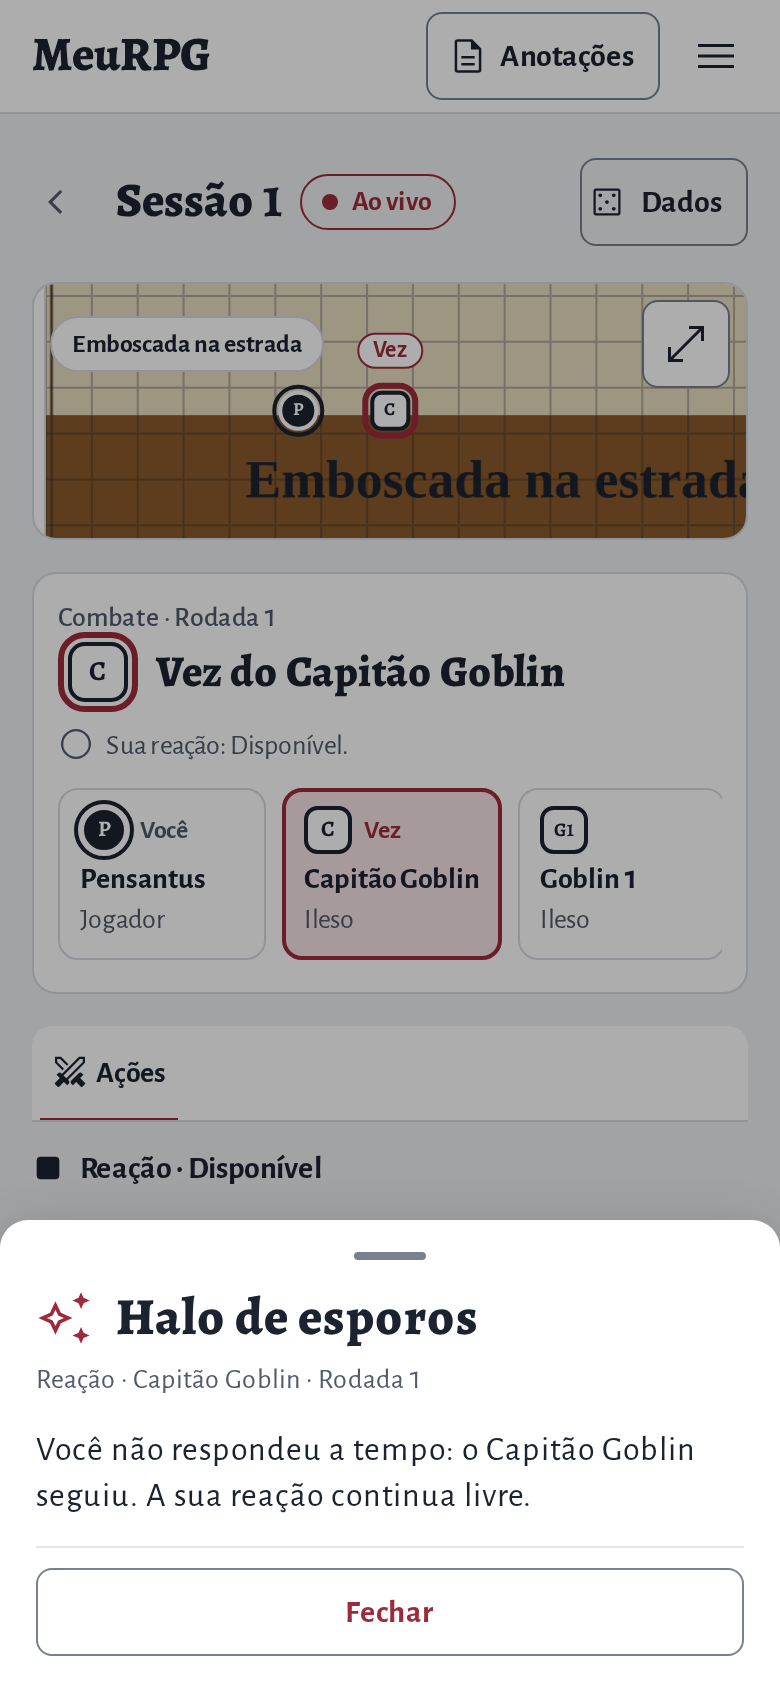 MeuRPG
Anotações
Sessão 1
Ao vivo
Dados
Emboscada na estrada
Vez
P
C
Emboscada na estrada
Combate · Rodada 1
C
Vez do Capitão Goblin
Sua reação: Disponível.
P Você
Pensantus
Jogador
C Vez
Capitão Goblin
Ileso
G1
Goblin 1
Ileso
Ações
Reação · Disponível
Halo de esporos
Reação · Capitão Goblin · Rodada 1
Você não respondeu a tempo: o Capitão Goblin
seguiu. A sua reação continua livre.
Fechar